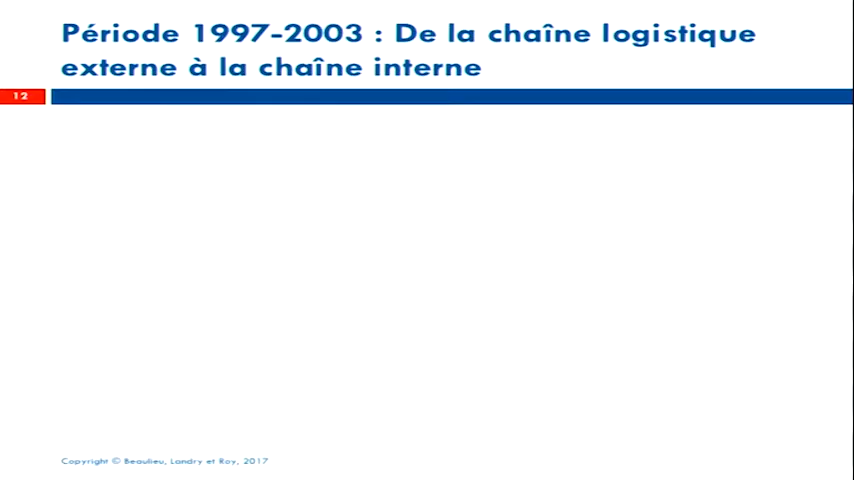 Période 1997-2003 : De la chaîne logistique
externe à la chaîne interne
12
Copyright © Beaulieu, Landry et Roy, 2017